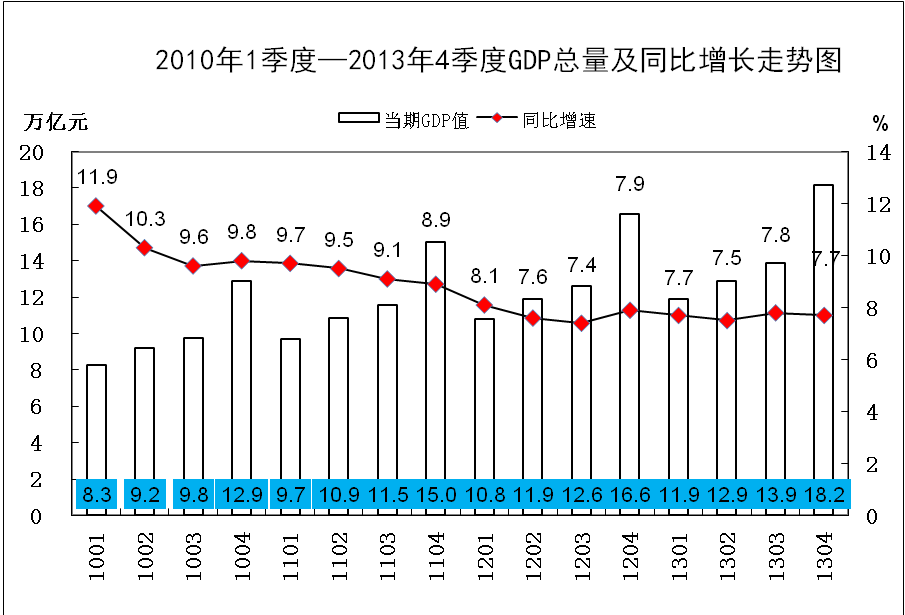 2010年1季度—2013年4季度GDP总量及同比增长走势图
万亿元 当期GDP值 同比增速 %
20 14
11.9 10.3 9.6 9.8 9.7 9.5 9.1 8.9 8.1 7.6 7.4 7.9 7.7 7.5 7.8 7.7
18
16 12
14 10
12
10 8
8 6
6
4 4
2 2
0 0
8.3 9.2 9.8 12.9 9.7 10.9 11.5 15.0 10.8 11.9 12.6 16.6 11.9 12.9 13.9 18.2
1001 1002 1003 1004 1101 1102 1103 1104 1201 1202 1203 1204 1301 1302 1303 1304